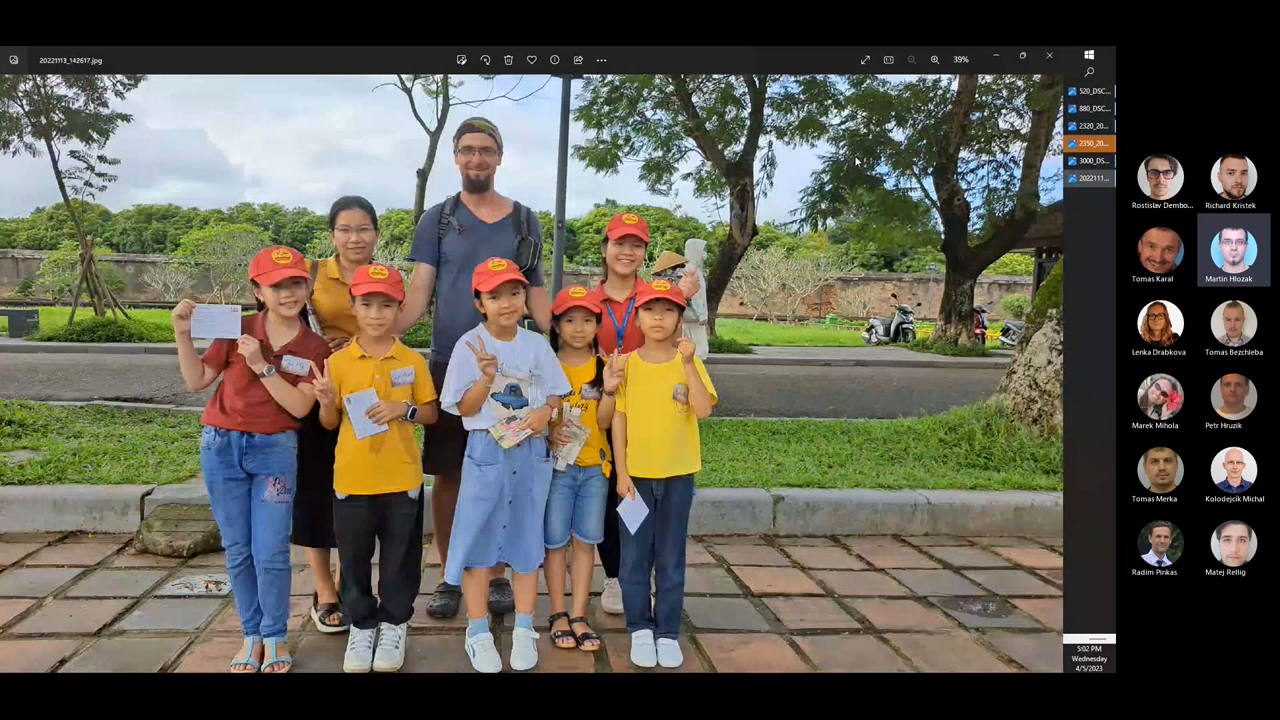 20221113_142617.jpg
39%
520_DSC...
880_DSC...
2320_20...
2350_20...
3000_DS...
2022111...
Rostislav Dembo...
Richard Kristek
Tomas Karal
Martin Hlozak
Lenka Drabkova
Tomas Bezchleba
Marek Mihola
Petr Hruzik
Tomas Merka
Kolodejcik Michal
Radim Pinkas
Matej Rellig
5:02 PM
Wednesday
4/5/2023